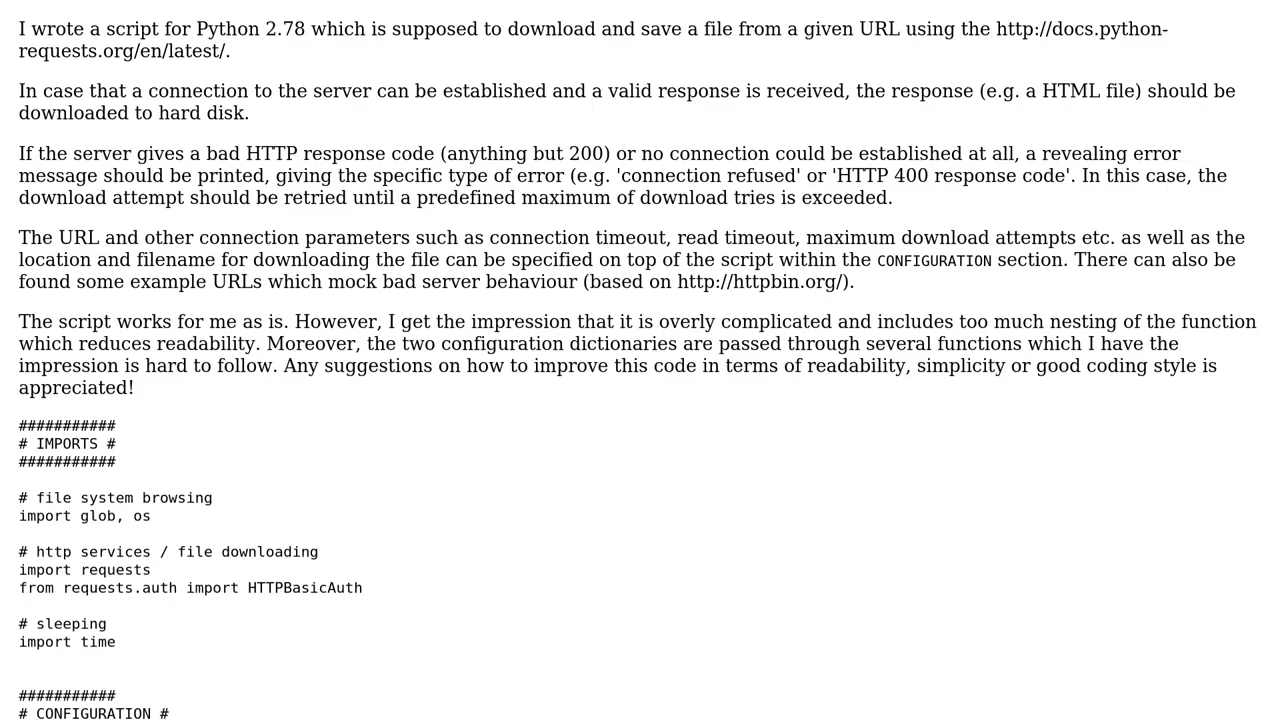 I wrote a script for Python 2.78 which is supposed to download and save a file from a given URL using the http://docs.python-
requests.org/en/latest/.
In case that a connection to the server can be established and a valid response is received, the response (e.g. a HTML file) should be
downloaded to hard disk.
If the server gives a bad HTTP response code (anything but 200) or no connection could be established at all, a revealing error
message should be printed, giving the specific type of error (e.g. 'connection refused' or 'HTTP 400 response code'. In this case, the
download attempt should be retried until a predefined maximum of download tries is exceeded.
The URL and other connection parameters such as connection timeout, read timeout, maximum download attempts etc. as well as the
location and filename for downloading the file can be specified on top of the script within the CONFIGURATION section. There can also be
found some example URLs which mock bad server behaviour (based on http://httpbin.org/).
The script works for me as is. However, I get the impression that it is overly complicated and includes too much nesting of the function
which reduces readability. Moreover, the two configuration dictionaries are passed through several functions which I have the
impression is hard to follow. Any suggestions on how to improve this code in terms of readability, simplicity or good coding style is
appreciated!
###########
# IMPORTS #
###########
# file system browsing
import glob, os
# http services / file downloading
import requests
from requests.auth import HTTPBasicAuth
# sleeping
import time
###########
# CONFIGURATION #